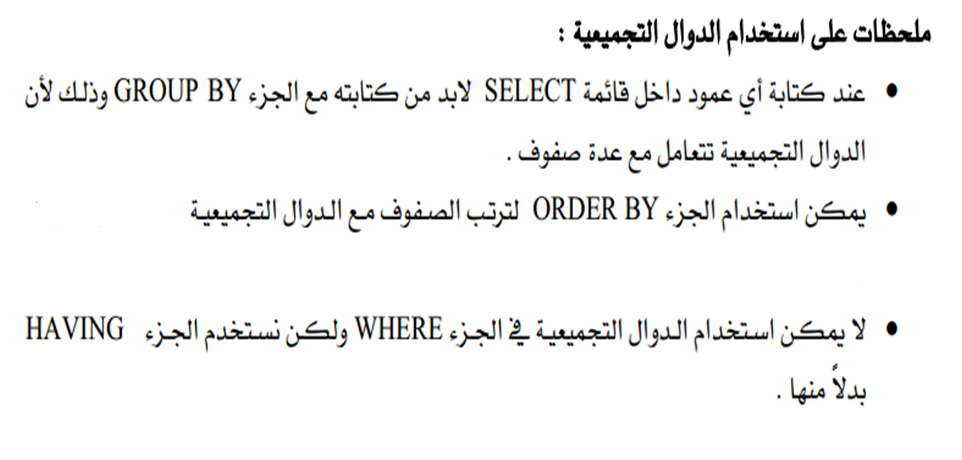 ملحظات على استخدام الدوال التجميعية :
• عند كتابة أي عمود داخل قائمة SELECT لابد من كتابته مع الجزء GROUP BY وذلك لأن
الدوال التجميعية تتعامل مع عدة صفوف .
• يمكن استخدام الجزء ORDER BY لترتب الصفوف مع الدوال التجميعية
• لا يمكن استخدام الدوال التجميعية في الجزء WHERE ولكن نستخدم الجزء HAVING
بدلاً منها .